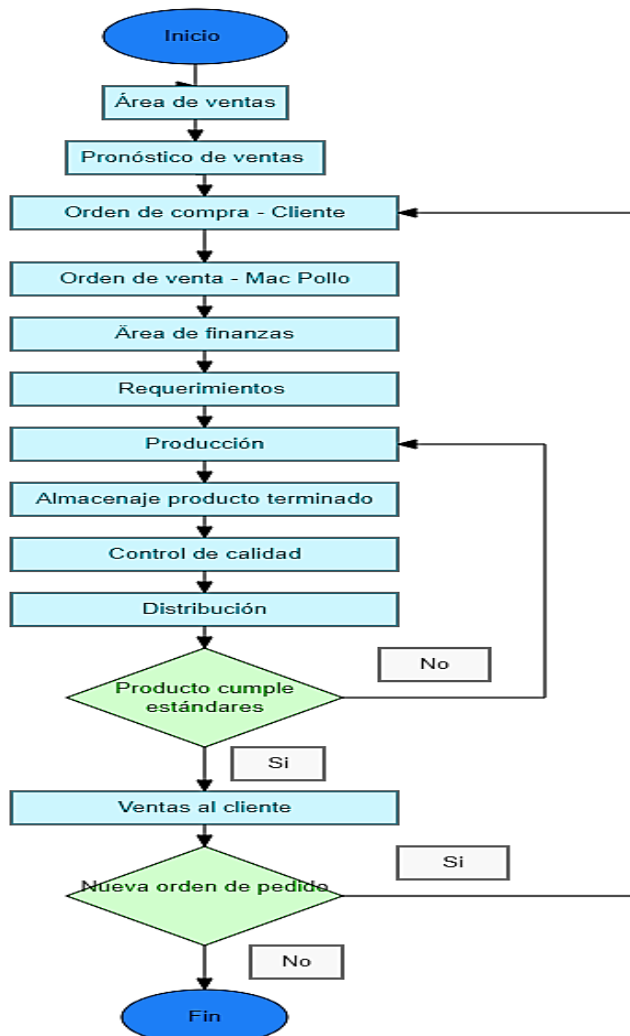 Inicio
Área de ventas
Pronóstico de ventas
Orden de compra - Cliente
Orden de venta - Mac Pollo
Ärea de finanzas
Requerimientos
Producción
Almacenaje producto terminado
Control de calidad
Distribución
No
Producto cumple
estándares
Si
Ventas al cliente
Si
Nueva orden de pedido
No
Fin